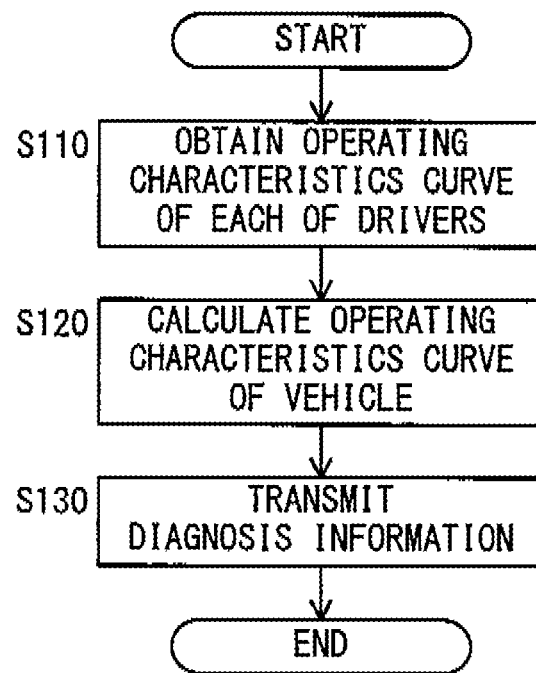 START
S110
OBTAIN OPERATING
CHARACTERISTICS CURVE
OF EACH OF DRIVERS
S120
CALCULATE OPERATING
CHARACTERISTICS CURVE
OF VEHICLE
S130
TRANSMIT
DIAGNOSIS INFORMATION
END